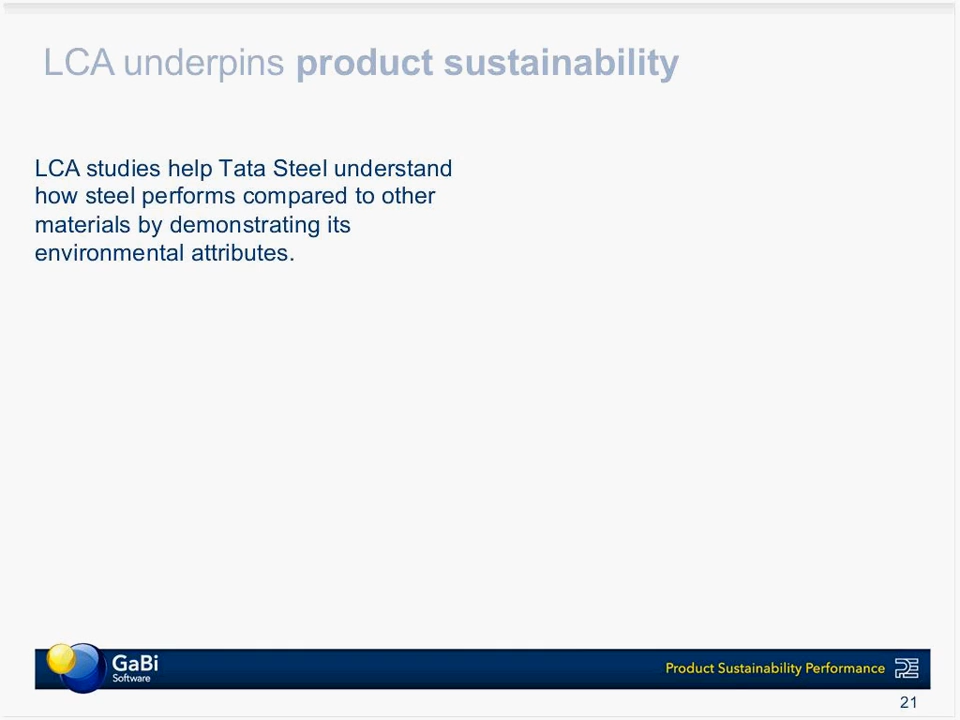 LCA underpins product sustainability
LCA studies help Tata Steel understand
how steel performs compared to other
materials by demonstrating its
environmental attributes.
GaBi
Software
Product Sustainability Performance
21